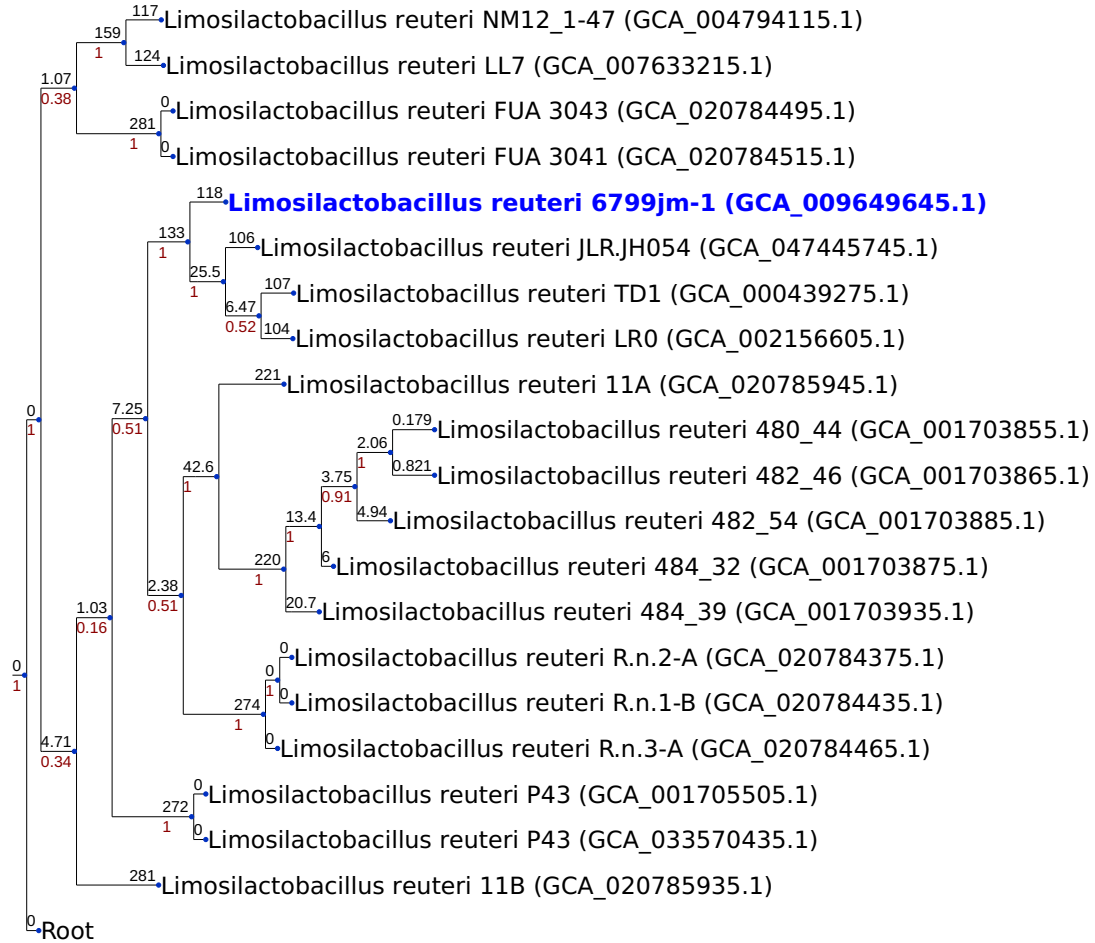 117
Limosilactobacillus reuteri NM12_1-47 (GCA_004794115.1)
159
1
124
Limosilactobacillus reuteri LL7 (GCA_007633215.1)
1.07
0.38
0
Limosilactobacillus reuteri FUA 3043 (GCA_020784495.1)
281
1
0
Limosilactobacillus reuteri FUA 3041 (GCA_020784515.1)
118
Limosilactobacillus reuteri 6799jm-1 (GCA_009649645.1)
133
1
106
Limosilactobacillus reuteri JLR.JH054 (GCA_047445745.1)
25.5
1
107
Limosilactobacillus reuteri TD1 (GCA_000439275.1)
6.47
0.52
104
Limosilactobacillus reuteri LR0 (GCA_002156605.1)
221
Limosilactobacillus reuteri 11A (GCA_020785945.1)
0
1
7.25
0.51
0.179
Limosilactobacillus reuteri 480_44 (GCA_001703855.1)
2.06
1
42.6
1
0.821
Limosilactobacillus reuteri 482_46 (GCA_001703865.1)
3.75
0.91
4.94
Limosilactobacillus reuteri 482_54 (GCA_001703885.1)
13.4
1
6
Limosilactobacillus reuteri 484_32 (GCA_001703875.1)
220
1
2.38
0.51
20.7
Limosilactobacillus reuteri 484_39 (GCA_001703935.1)
1.03
0.16
0
Limosilactobacillus reuteri R.n.2-A (GCA_020784375.1)
0
1
0
1
0
Limosilactobacillus reuteri R.n.1-B (GCA_020784435.1)
274
1
0
Limosilactobacillus reuteri R.n.3-A (GCA_020784465.1)
4.71
0.34
0
Limosilactobacillus reuteri P43 (GCA_001705505.1)
272
1
0
Limosilactobacillus reuteri P43 (GCA_033570435.1)
281
Limosilactobacillus reuteri 11B (GCA_020785935.1)
0
Root